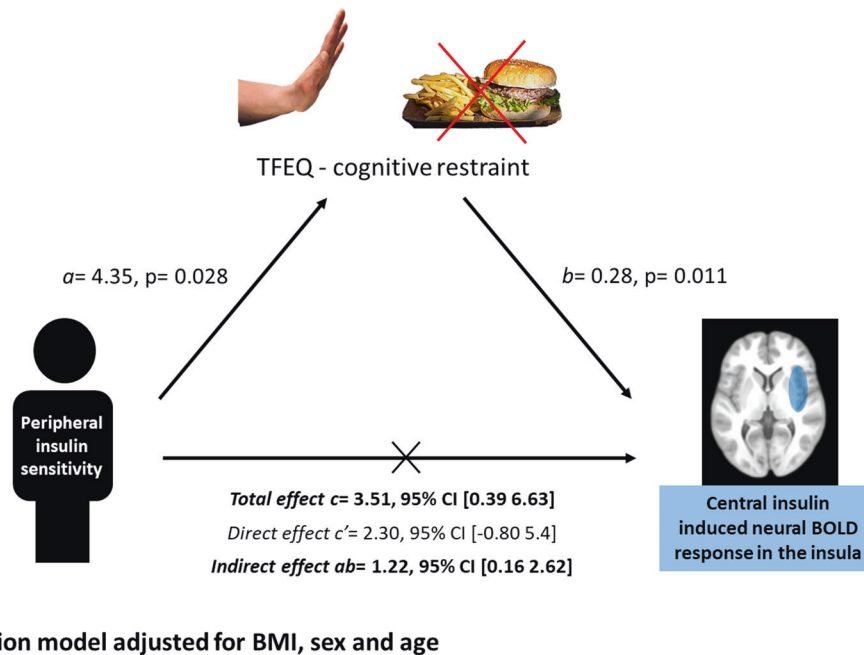 TFEQ - cognitive restraint
a= 4.35, p= 0.028
b= 0.28, p= 0.011
Peripheral
insulin
sensitivity
Total effect c= 3.51, 95% CI [0.39 6.63]
Direct effect c’= 2.30, 95% CI [-0.80 5.4]
Indirect effect ab= 1.22, 95% CI [0.16 2.62]
Central insulin
induced neural BOLD
response in the insula
ion model adjusted for BMI, sex and age